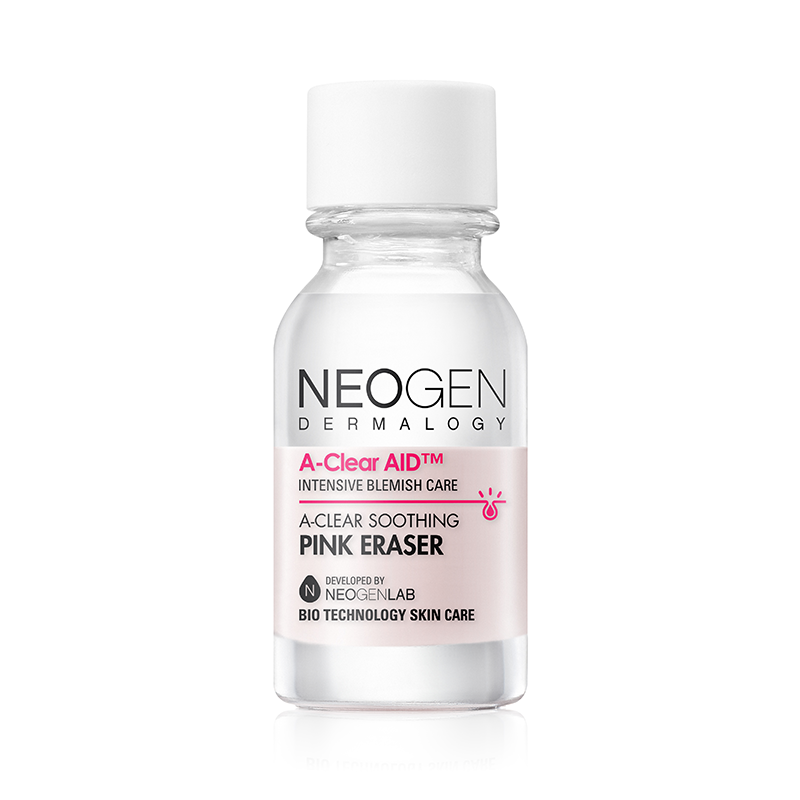 NEOGEN
DERMALOGY
A-Clear AID™
INTENSIVE BLEMISH CARE
A-CLEAR SOOTHING
PINK ERASER
N
DEVELOPED BY
NEOGENLAB
BIO TECHNOLOGY SKIN CARE